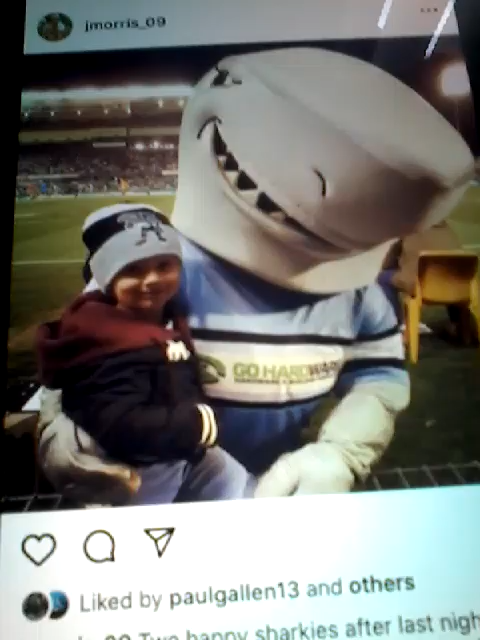 jmorris_09
GO HARDWARE
Liked by paulgallen13 and others
Two happy sharkies after last nigh